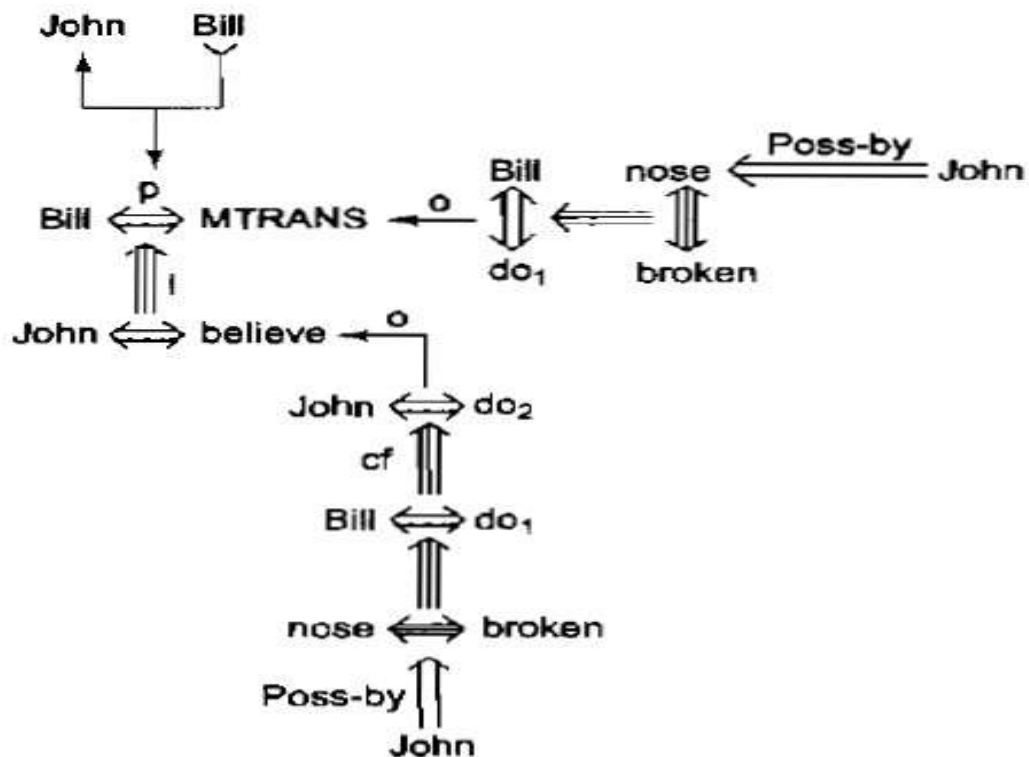 John Bill
Poss-by
Bill nose John
p
Bill MTRANS o
do₁ broken
I
John believe o
John do₂
cf
Bill do₁
nose broken
Poss-by
John